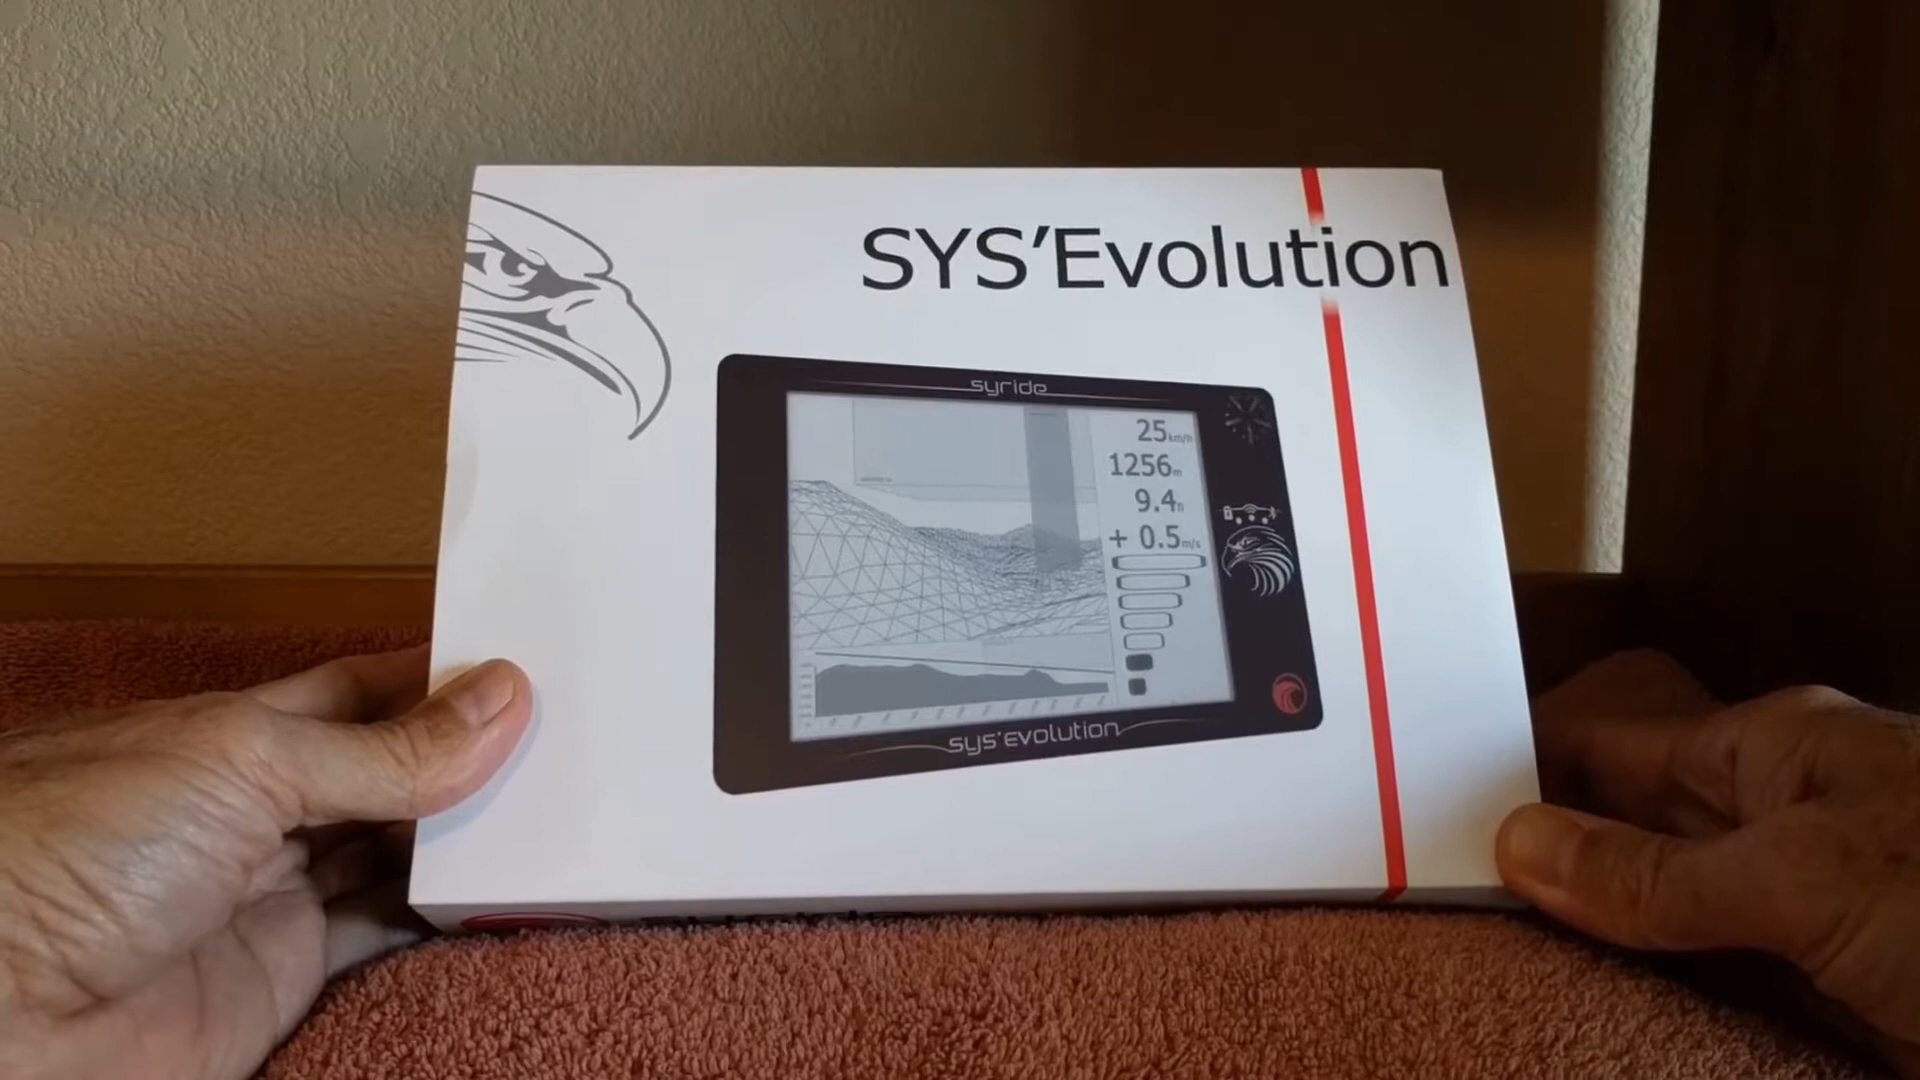 SYS'Evolution
syride
25km/h
1256m
9.4
+ 0.5m/s
sys'evolution